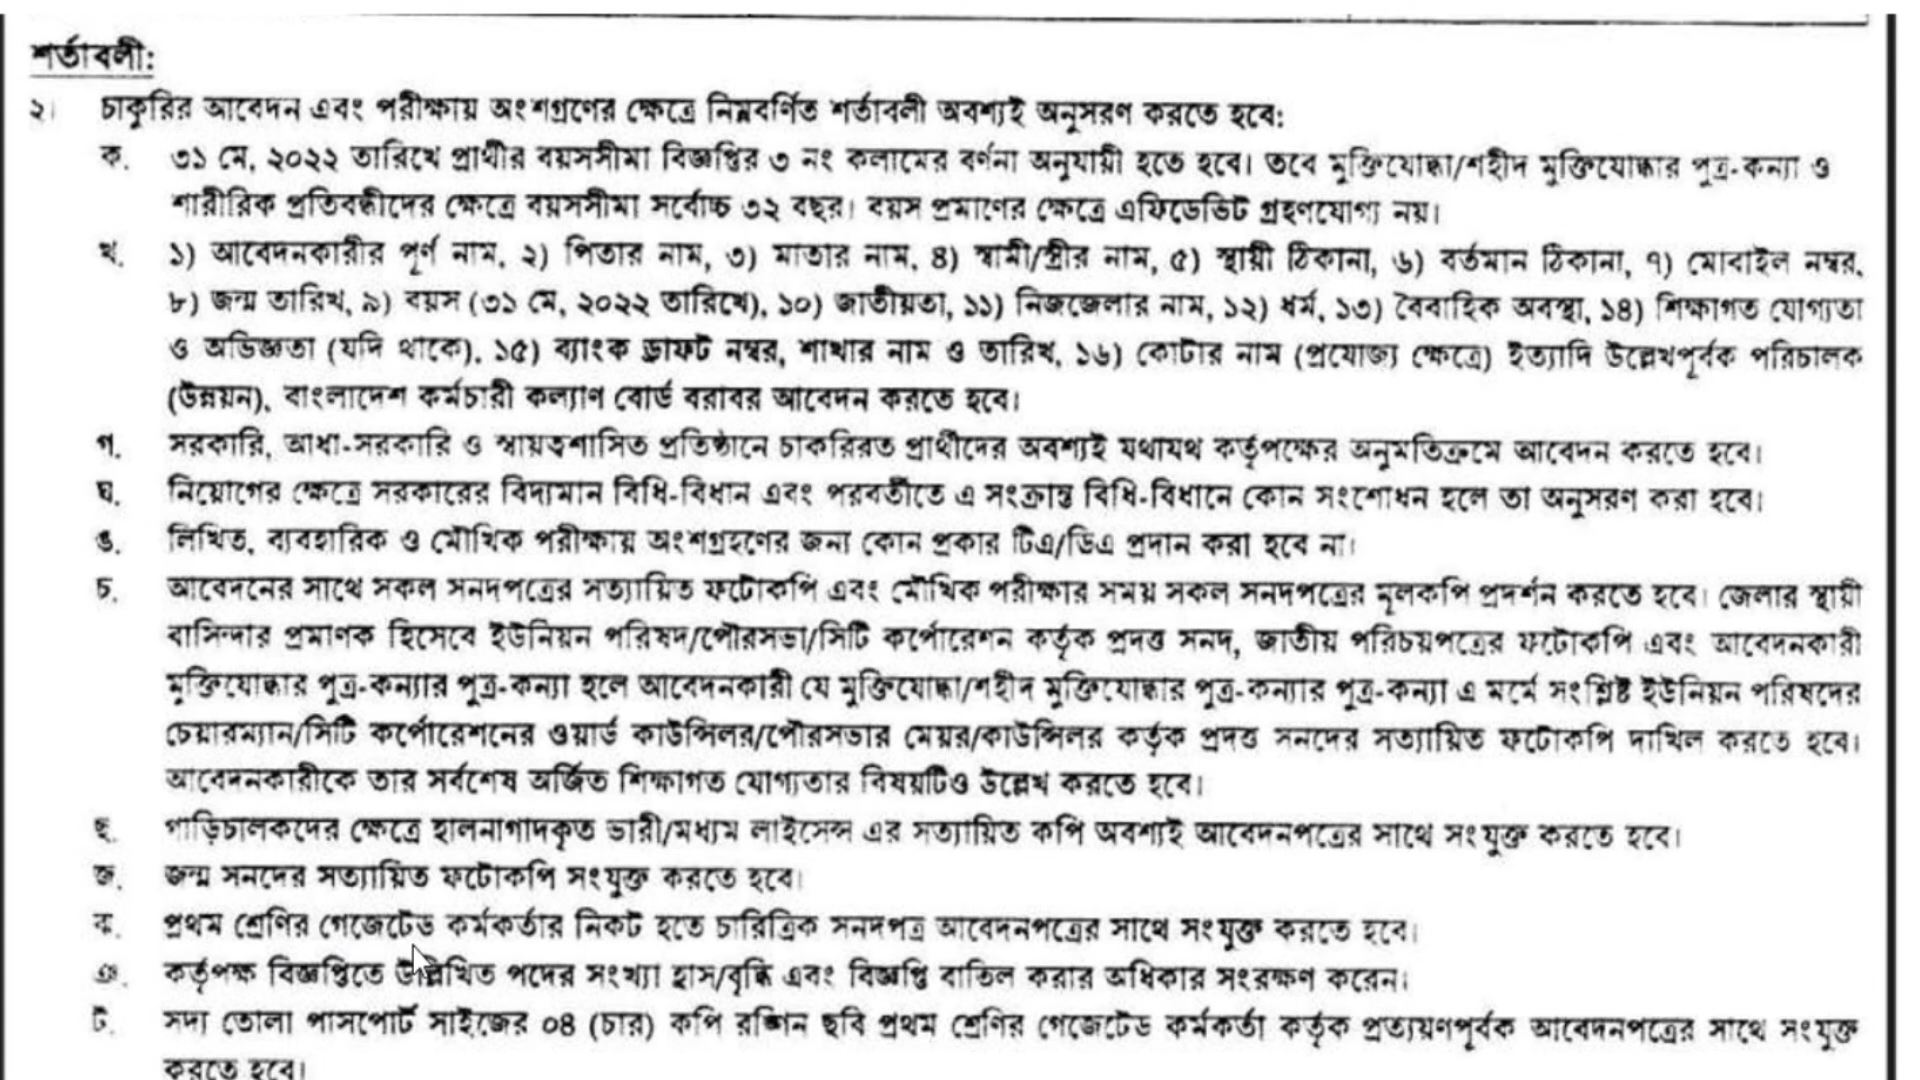 শর্তাবলী:
২। চাকুরির আবেদন এবং পরীক্ষায় অংশগ্রণের ক্ষেত্রে নিম্নবর্ণিত শর্তাবলী অবশ্যই অনুসরণ করতে হবে:
ক. ৩১ মে, ২০২২ তারিখে প্রার্থীর বয়সসীমা বিজ্ঞপ্তির ৩ নং কলামের বর্ণনা অনুযায়ী হতে হবে। তবে মুক্তিযোদ্ধা/শহীদ মুক্তিযোদ্ধার পুত্র-কন্যা ও
শারীরিক প্রতিবন্ধীদের ক্ষেত্রে বয়সসীমা সর্বোচ্চ ৩২ বছর। বয়স প্রমাণের ক্ষেত্রে এফিডেভিট গ্রহণযোগ্য নয়।
খ. ১) আবেদনকারীর পূর্ণ নাম, ২) পিতার নাম, ৩) মাতার নাম, ৪) স্বামী/স্ত্রীর নাম, ৫) স্থায়ী ঠিকানা, ৬) বর্তমান ঠিকানা, ৭) মোবাইল নম্বর,
৮) জন্ম তারিখ, ৯) বয়স (৩১ মে, ২০২২ তারিখে), ১০) জাতীয়তা, ১১) নিজজেলার নাম, ১২) ধর্ম, ১৩) বৈবাহিক অবস্থা, ১৪) শিক্ষাগত যোগ্যতা
ও অভিজ্ঞতা (যদি থাকে), ১৫) ব্যাংক ড্রাফট নম্বর, শাখার নাম ও তারিখ, ১৬) কোটার নাম (প্রযোজ্য ক্ষেত্রে) ইত্যাদি উল্লেখপূর্বক পরিচালক
(উন্নয়ন), বাংলাদেশ কর্মচারী কল্যাণ বোর্ড বরাবর আবেদন করতে হবে।
গ. সরকারি, আধা-সরকারি ও স্বায়ত্বশাসিত প্রতিষ্ঠানে চাকরিরত প্রার্থীদের অবশ্যই যথাযথ কর্তৃপক্ষের অনুমতিক্রমে আবেদন করতে হবে।
ঘ. নিয়োগের ক্ষেত্রে সরকারের বিদ্যমান বিধি-বিধান এবং পরবর্তীতে এ সংক্রান্ত বিধি-বিধানে কোন সংশোধন হলে তা অনুসরণ করা হবে।
ঙ. লিখিত, ব্যবহারিক ও মৌখিক পরীক্ষায় অংশগ্রহণের জন্য কোন প্রকার টিএ/ডিএ প্রদান করা হবে না।
চ. আবেদনের সাথে সকল সনদপত্রের সত্যায়িত ফটোকপি এবং মৌখিক পরীক্ষার সময় সকল সনদপত্রের মূলকপি প্রদর্শন করতে হবে। জেলার স্থায়ী
বাসিন্দার প্রমাণক হিসেবে ইউনিয়ন পরিষদ/পৌরসভা/সিটি কর্পোরেশন কর্তৃক প্রদত্ত সনদ, জাতীয় পরিচয়পত্রের ফটোকপি এবং আবেদনকারী
মুক্তিযোদ্ধার পুত্র-কন্যার পুত্র-কন্যা হলে আবেদনকারী যে মুক্তিযোদ্ধা/শহীদ মুক্তিযোদ্ধার পুত্র-কন্যার পুত্র-কন্যা এ মর্মে সংশ্লিষ্ট ইউনিয়ন পরিষদের
চেয়ারম্যান/সিটি কর্পোরেশনের ওয়ার্ড কাউন্সিলর/পৌরসভার মেয়র/কাউন্সিলর কর্তৃক প্রদত্ত সনদের সত্যায়িত ফটোকপি দাখিল করতে হবে।
আবেদনকারীকে তার সর্বশেষ অর্জিত শিক্ষাগত যোগ্যতার বিষয়টিও উল্লেখ করতে হবে।
ছ. গাড়িচালকদের ক্ষেত্রে হালনাগাদকৃত ভারী/মধ্যম লাইসেন্স এর সত্যায়িত কপি অবশ্যই আবেদনপত্রের সাথে সংযুক্ত করতে হবে।
জ. জন্ম সনদের সত্যায়িত ফটোকপি সংযুক্ত করতে হবে।
ঝ. প্রথম শ্রেণির গেজেটেড কর্মকর্তার নিকট হতে চারিত্রিক সনদপত্র আবেদনপত্রের সাথে সংযুক্ত করতে হবে।
ঞ. কর্তৃপক্ষ বিজ্ঞপ্তিতে উল্লিখিত পদের সংখ্যা হ্রাস/বৃদ্ধি এবং বিজ্ঞপ্তি বাতিল করার অধিকার সংরক্ষণ করেন।
ট. সদ্য তোলা পাসপোর্ট সাইজের ০৪ (চার) কপি রঙ্গিন ছবি প্রথম শ্রেণির গেজেটেড কর্মকর্তা কর্তৃক প্রত্যয়ণপূর্বক আবেদনপত্রের সাথে সংযুক্ত
করতে হবে।